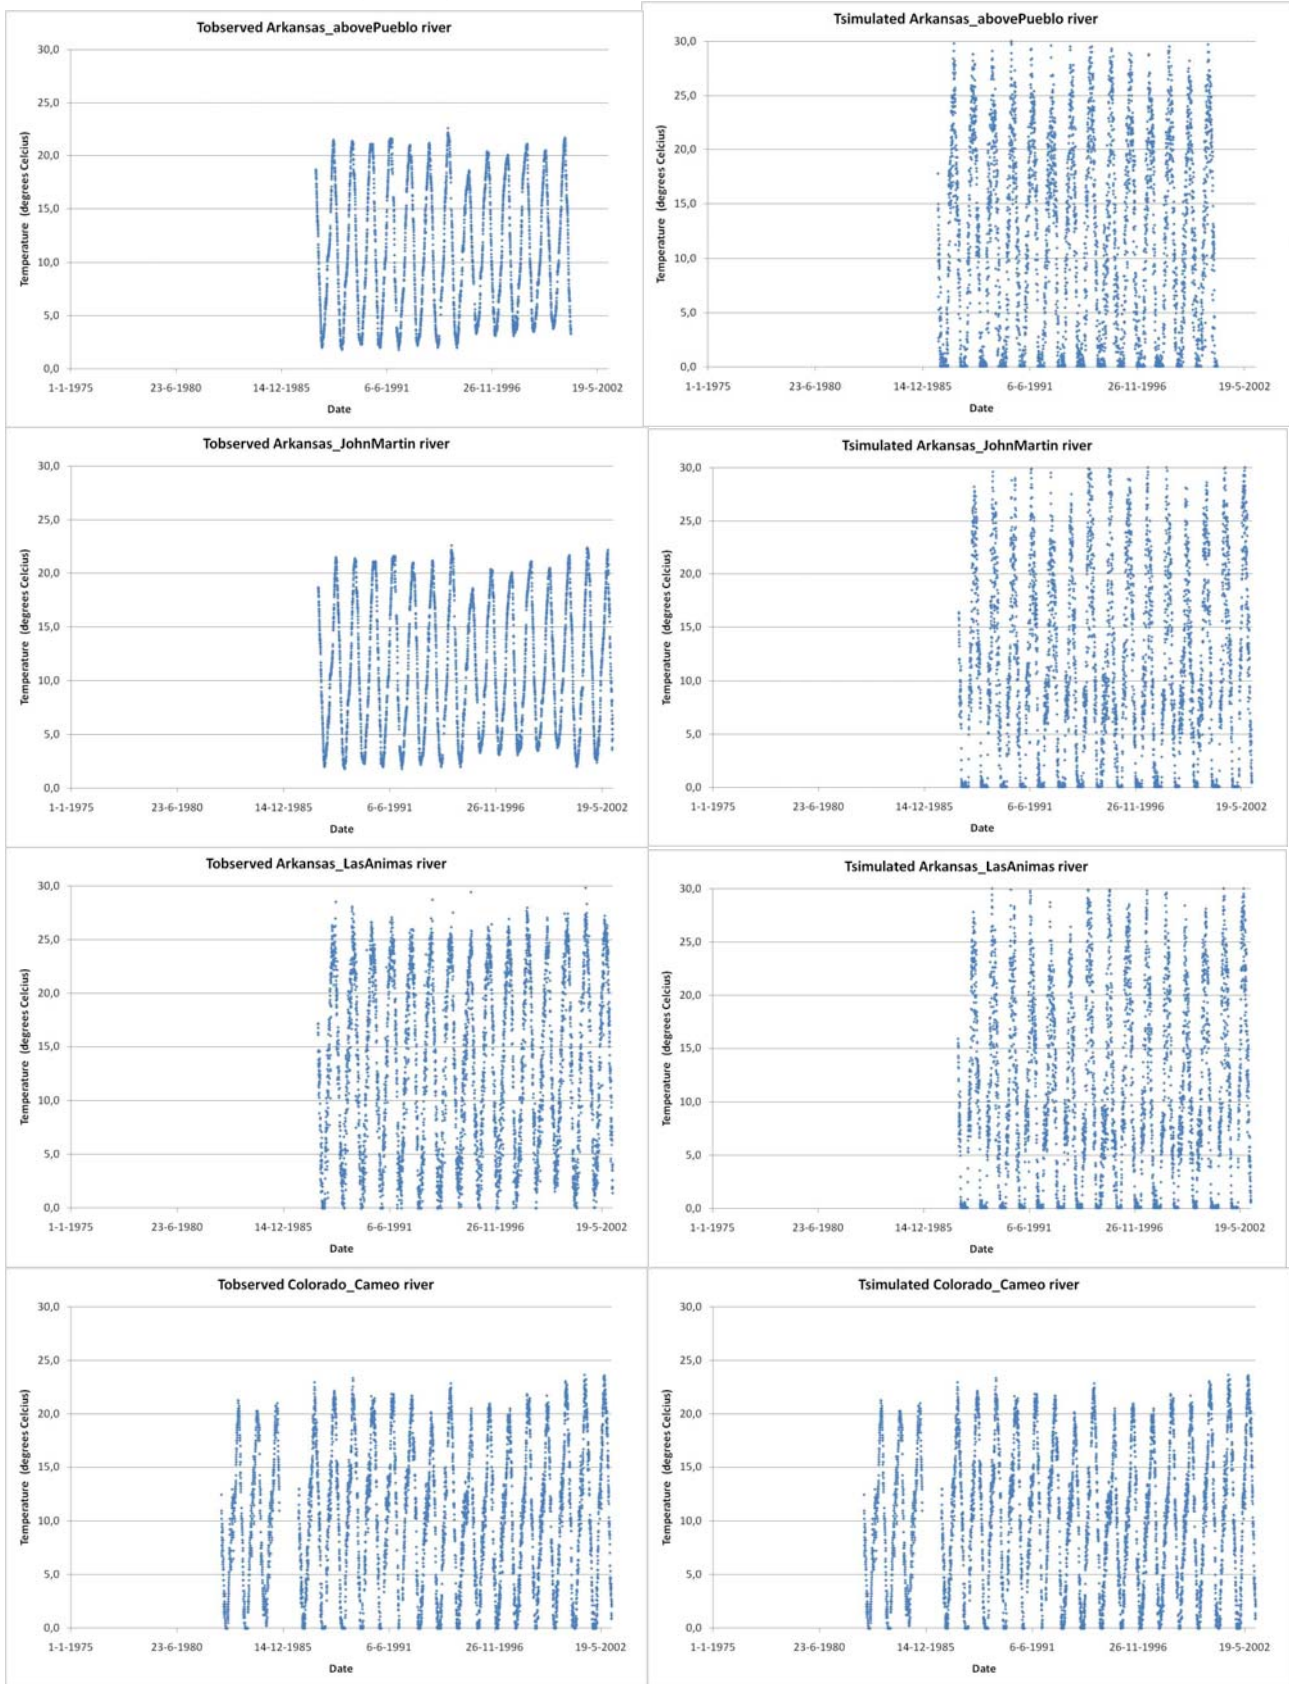 Tobserved Arkansas_abovePueblo river
30,0
25,0
20,0
15,0
10,0
5,0
0,0
Temperature (degrees Celcius)
1-1-1975 23-6-1980 14-12-1985 6-6-1991 26-11-1996 19-5-2002
Date
Tsimulated Arkansas_abovePueblo river
30,0
25,0
20,0
15,0
10,0
5,0
0,0
Temperature (degrees Celcius)
1-1-1975 23-6-1980 14-12-1985 6-6-1991 26-11-1996 19-5-2002
Date
Tobserved Arkansas_JohnMartin river
30,0
25,0
20,0
15,0
10,0
5,0
0,0
Temperature (degrees Celcius)
1-1-1975 23-6-1980 14-12-1985 6-6-1991 26-11-1996 19-5-2002
Date
Tsimulated Arkansas_JohnMartin river
30,0
25,0
20,0
15,0
10,0
5,0
0,0
Temperature (degrees Celcius)
1-1-1975 23-6-1980 14-12-1985 6-6-1991 26-11-1996 19-5-2002
Date
Tobserved Arkansas_LasAnimas river
30,0
25,0
20,0
15,0
10,0
5,0
0,0
Temperature (degrees Celcius)
1-1-1975 23-6-1980 14-12-1985 6-6-1991 26-11-1996 19-5-2002
Date
Tsimulated Arkansas_LasAnimas river
30,0
25,0
20,0
15,0
10,0
5,0
0,0
Temperature (degrees Celcius)
1-1-1975 23-6-1980 14-12-1985 6-6-1991 26-11-1996 19-5-2002
Date
Tobserved Colorado_Cameo river
30,0
25,0
20,0
15,0
10,0
5,0
0,0
Temperature (degrees Celcius)
1-1-1975 23-6-1980 14-12-1985 6-6-1991 26-11-1996 19-5-2002
Date
Tsimulated Colorado_Cameo river
30,0
25,0
20,0
15,0
10,0
5,0
0,0
Temperature (degrees Celcius)
1-1-1975 23-6-1980 14-12-1985 6-6-1991 26-11-1996 19-5-2002
Date